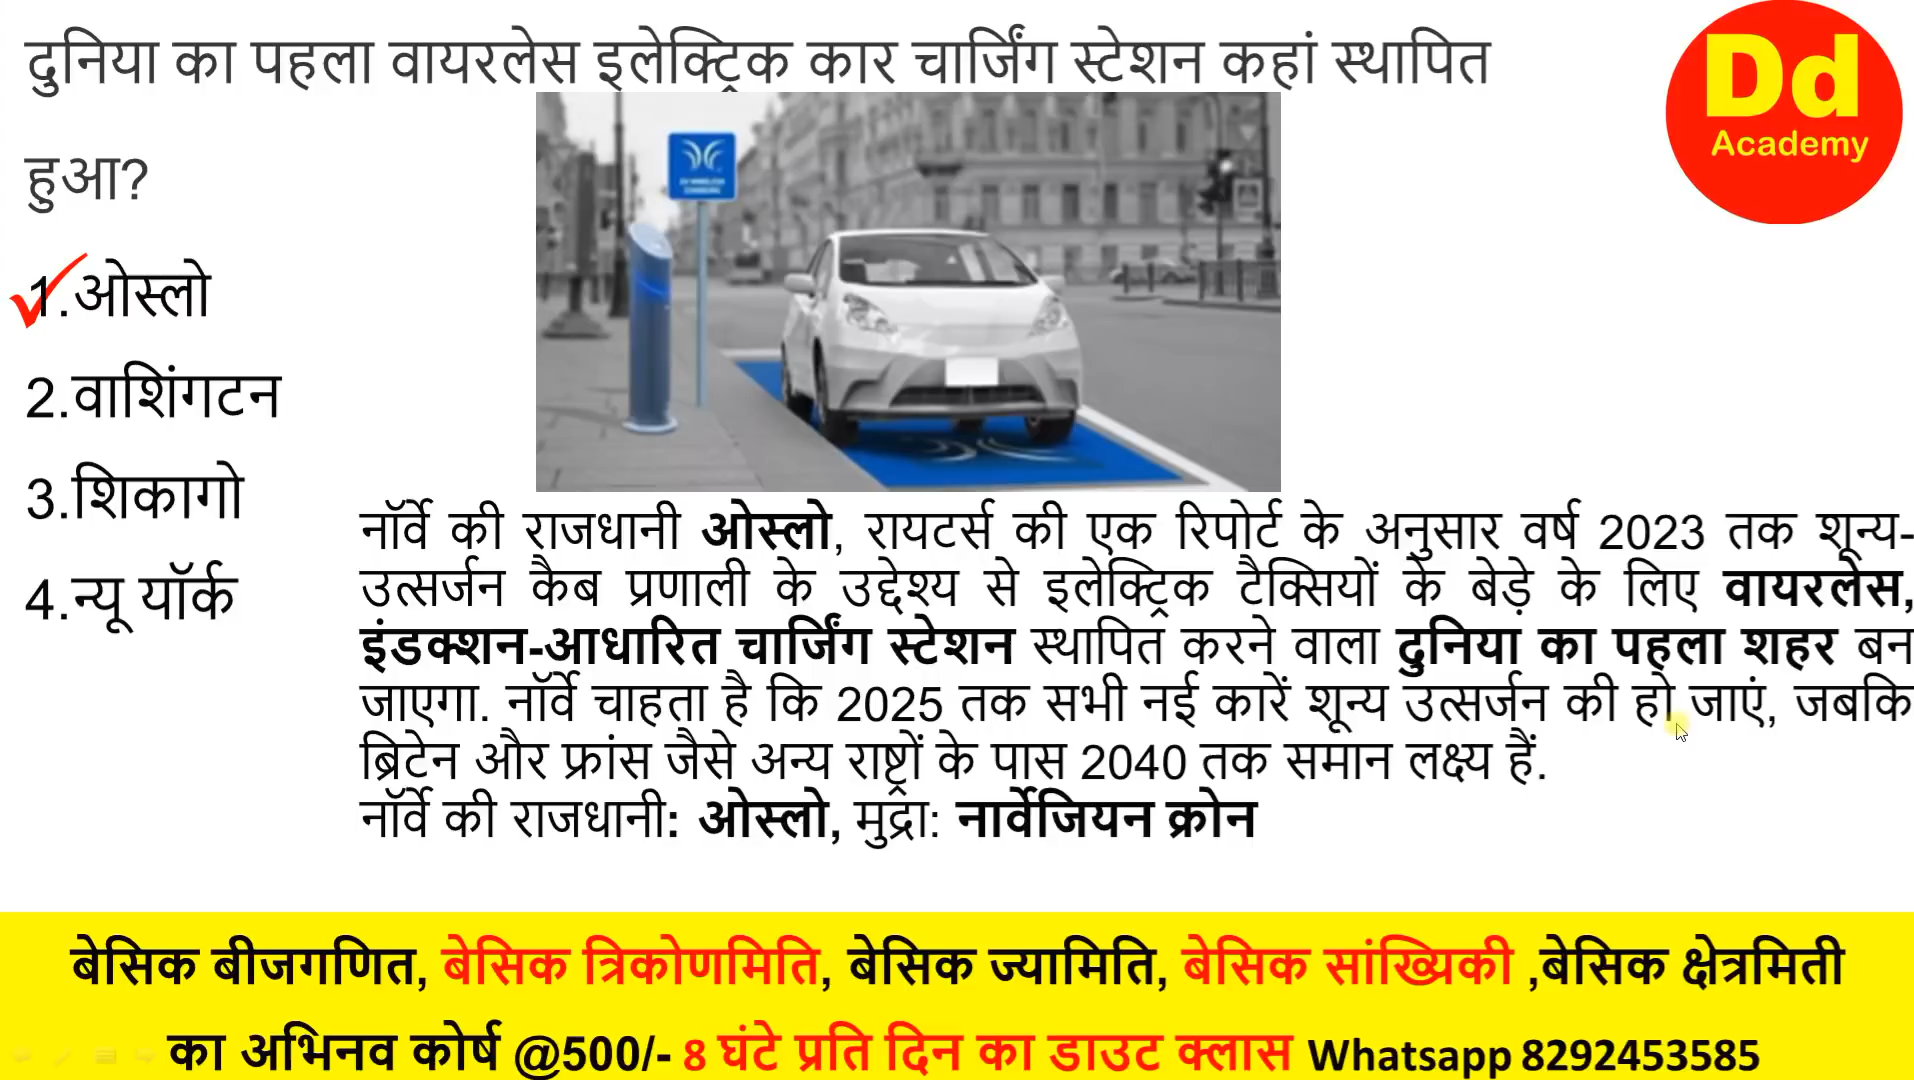 दुनिया का पहला वायरलेस इलेक्ट्रिक कार चार्जिंग स्टेशन कहां स्थापित
हुआ?
Dd
Academy
1.ओस्लो
2.वाशिंगटन
3.शिकागो
4.न्यू यॉर्क
नॉर्वे की राजधानी ओस्लो, रायटर्स की एक रिपोर्ट के अनुसार वर्ष 2023 तक शून्य-
उत्सर्जन कैब प्रणाली के उद्देश्य से इलेक्ट्रिक टैक्सियों के बेड़े के लिए वायरलेस,
इंडक्शन-आधारित चार्जिंग स्टेशन स्थापित करने वाला दुनिया का पहला शहर बन
जाएगा. नॉर्वे चाहता है कि 2025 तक सभी नई कारें शून्य उत्सर्जन की हो जाएं, जबकि
ब्रिटेन और फ्रांस जैसे अन्य राष्ट्रों के पास 2040 तक समान लक्ष्य हैं.
नॉर्वे की राजधानी: ओस्लो, मुद्रा: नार्वेजियन क्रोन
बेसिक बीजगणित, बेसिक त्रिकोणमिति, बेसिक ज्यामिति, बेसिक सांख्यिकी ,बेसिक क्षेत्रमिती
का अभिनव कोर्ष @500/- 8 घंटे प्रति दिन का डाउट क्लास Whatsapp 8292453585